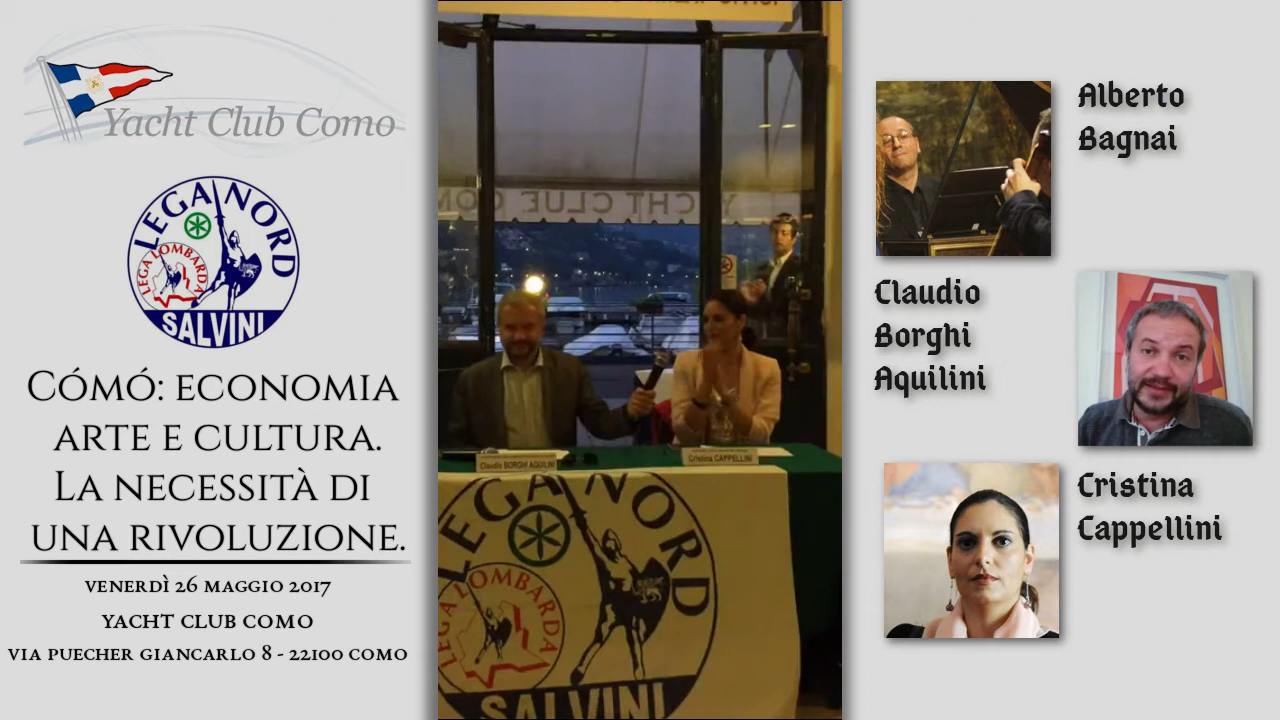 Yacht Club Como
LEGA NORD
LEGA LOMBARDA
SALVINI
CÓMÓ: ECONOMIA
ARTE E CULTURA.
LA NECESSITÀ DI
UNA RIVOLUZIONE.
VENERDÌ 26 MAGGIO 2017
YACHT CLUB COMO
VIA PUECHER GIANCARLO 8 - 22100 COMO
YACHT CLUB COM
Claudio BORGHI AQUILINI
Cristina CAPPELLINI
LEGA NORD
LEGA LOMBARDA
SALVINI
Alberto
Bagnai
Claudio
Borghi
Aquilini
Cristina
Cappellini